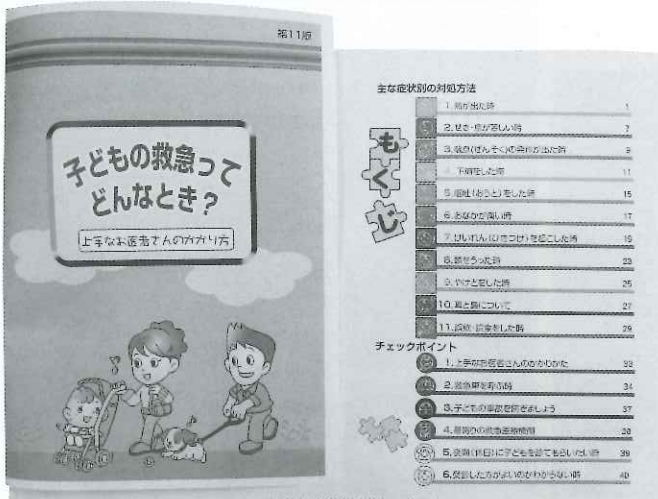 第11版
子どもの救急って
どんなとき？
上手なお医者さんのかかり方
もくじ
主な症状別の対処方法
1. 熱が出た時 1
2. せき・息が苦しい時 7
3. 喘息(ぜんそく)の発作が出た時 9
4. 下痢をした時 11
5. 嘔吐(おうと)をした時 15
6. おなかが痛い時 17
7. けいれん(ひきつけ)を起こした時 19
8. 頭をうった時 23
9. やけどをした時 25
10. 耳と鼻について 27
11. 誤飲・誤食をした時 29
チェックポイント
1. 上手なお医者さんのかかりかた 33
2. 救急車を呼ぶ時 34
3. 子どもの事故を防ぎましょう 37
4. 最寄りの救急医療機関
5. 夜間(休日)に子どもを診てもらいたい時 39
6. 受診した方がよいのかわからない時 40